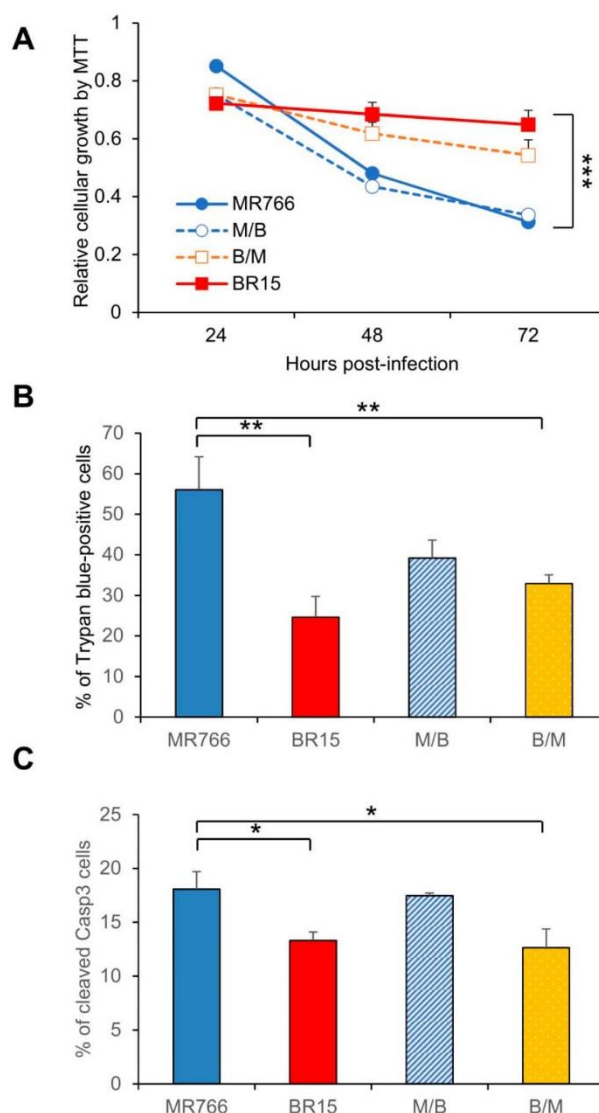 A
Relative cellular growth by MTT
1
0.8
0.6
0.4
0.2
0
MR766
M/B
B/M
BR15
***
24 48 72
Hours post-infection
B
% of Trypan blue-positive cells
70
60
50
40
30
20
10
0
**
**
MR766 BR15 M/B B/M
C
% of cleaved Casp3 cells
25
20
15
10
5
0
*
*
MR766 BR15 M/B B/M